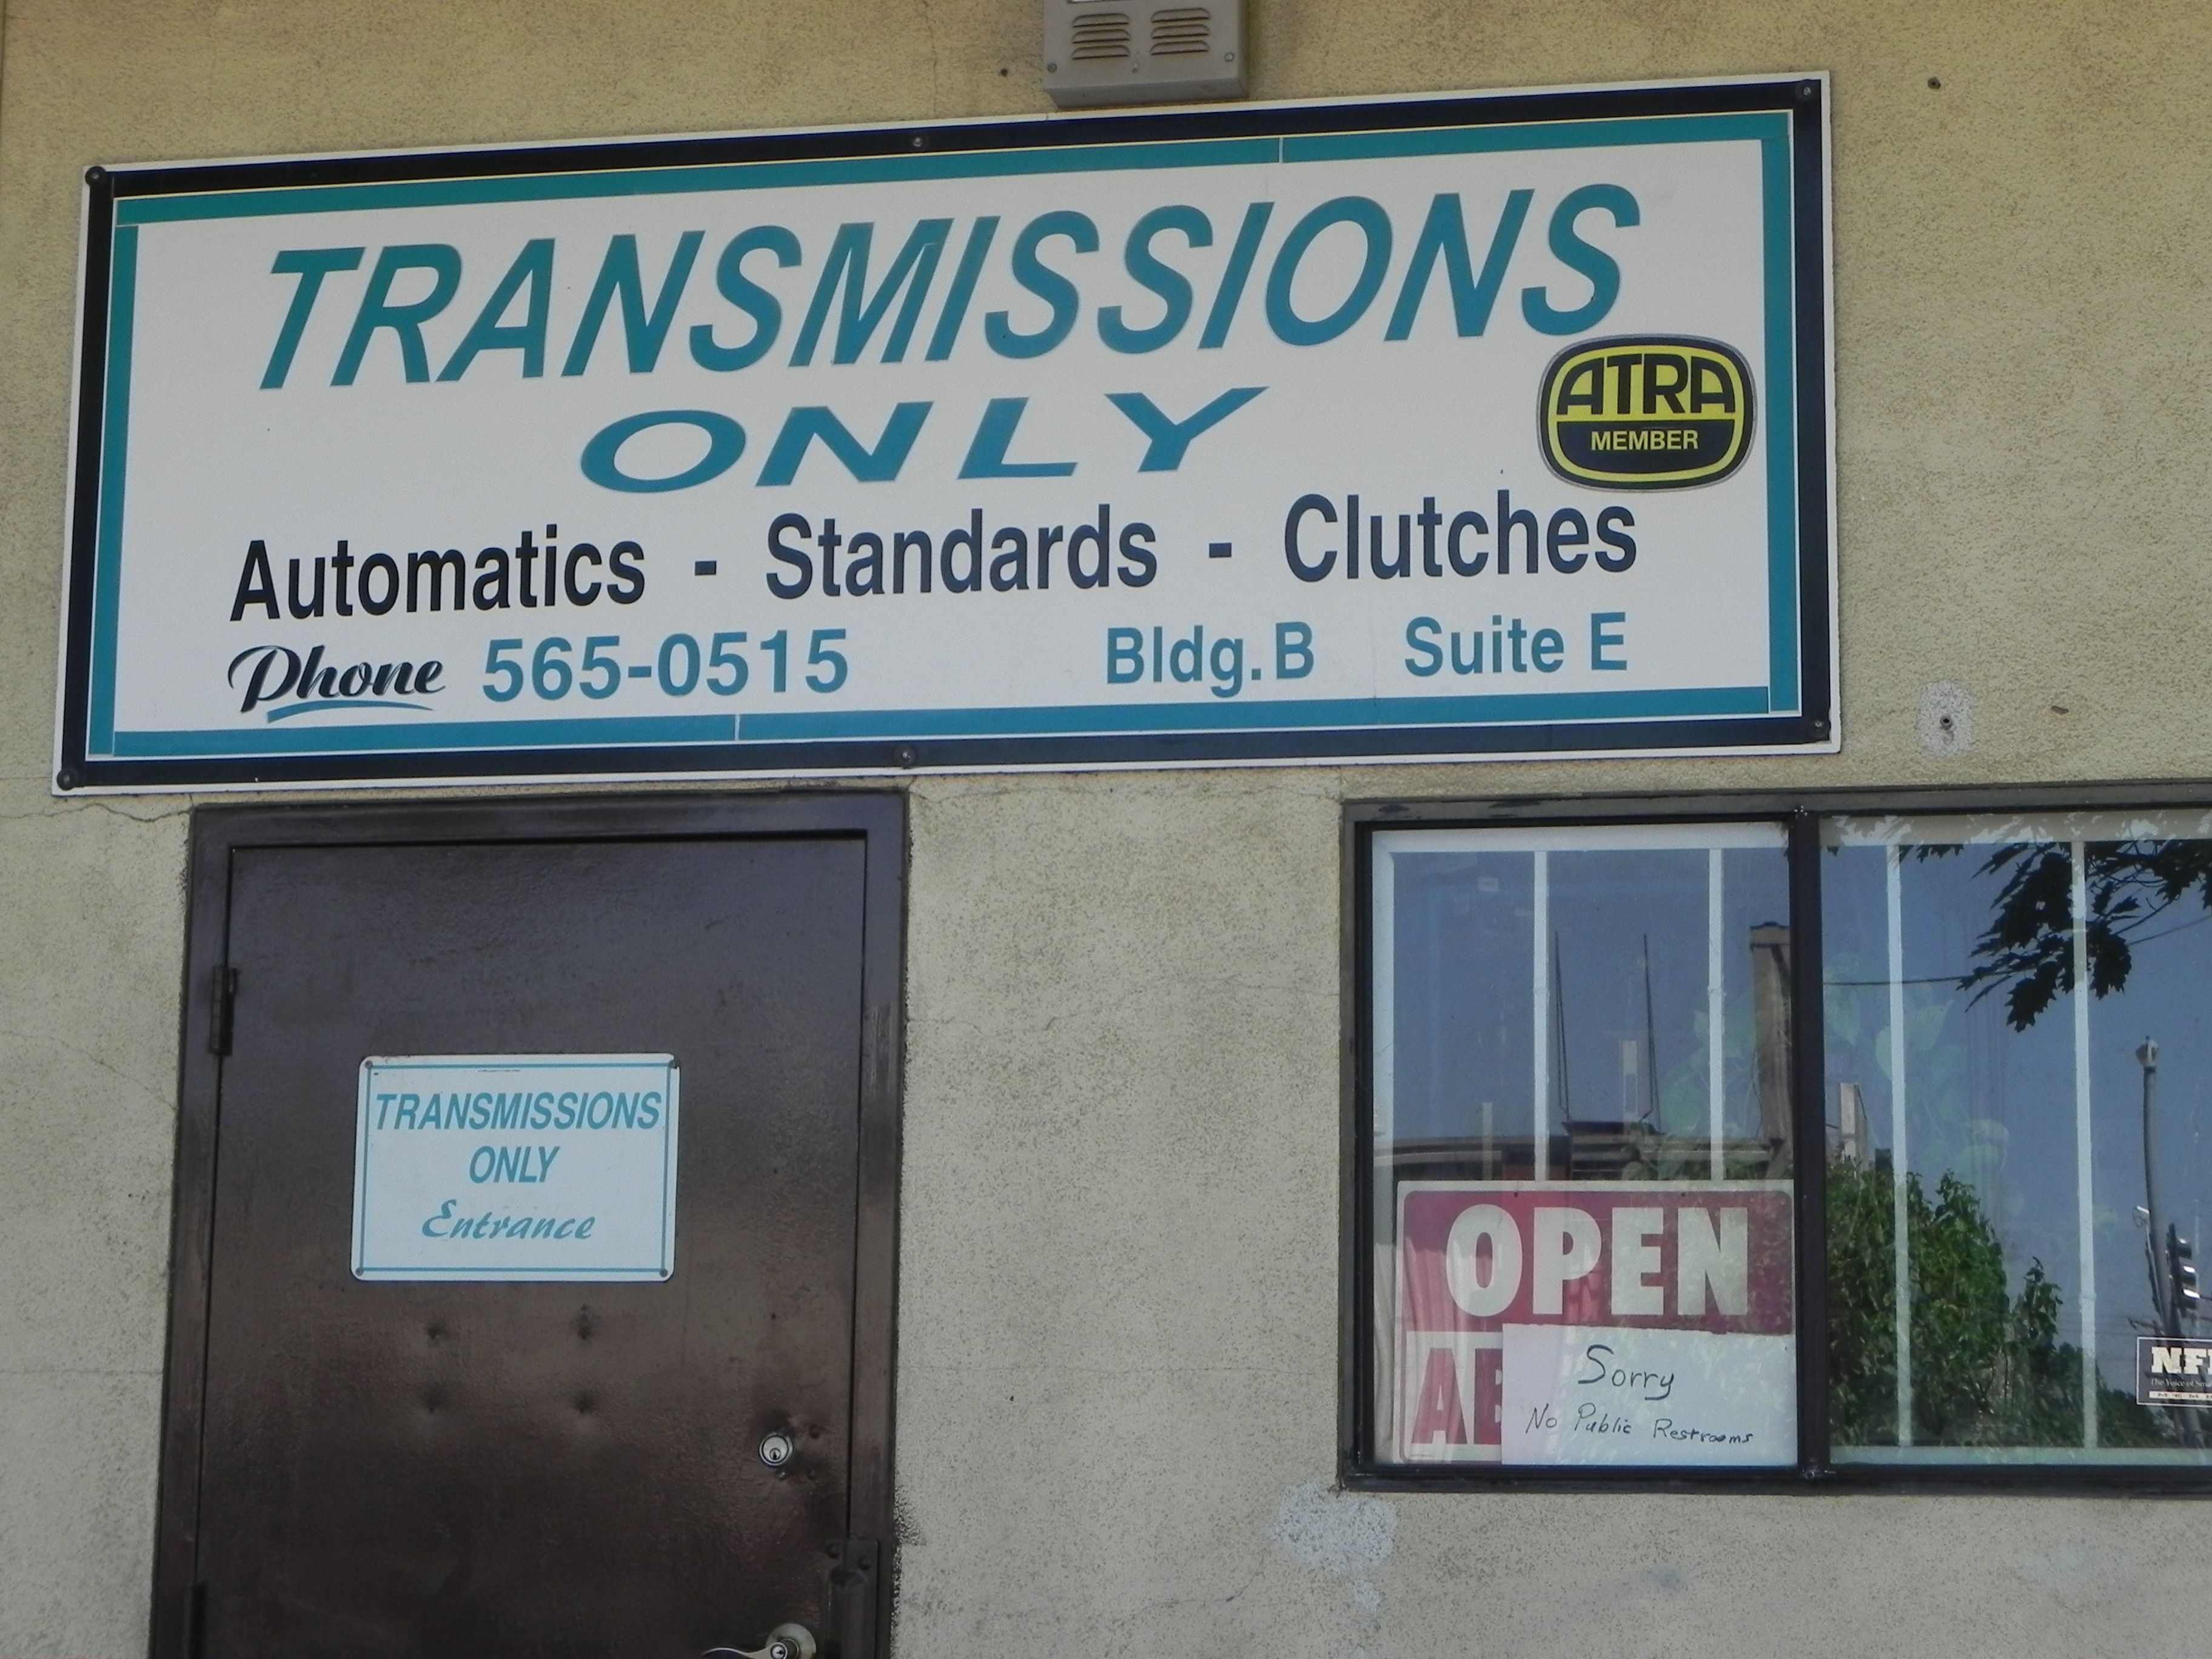 TRANSMISSIONS
ONLY
ATRA
MEMBER
Automatics - Standards - Clutches
Phone 565-0515 Bldg. B Suite E
TRANSMISSIONS
ONLY
Entrance
OPEN
Sorry
No Public Restrooms